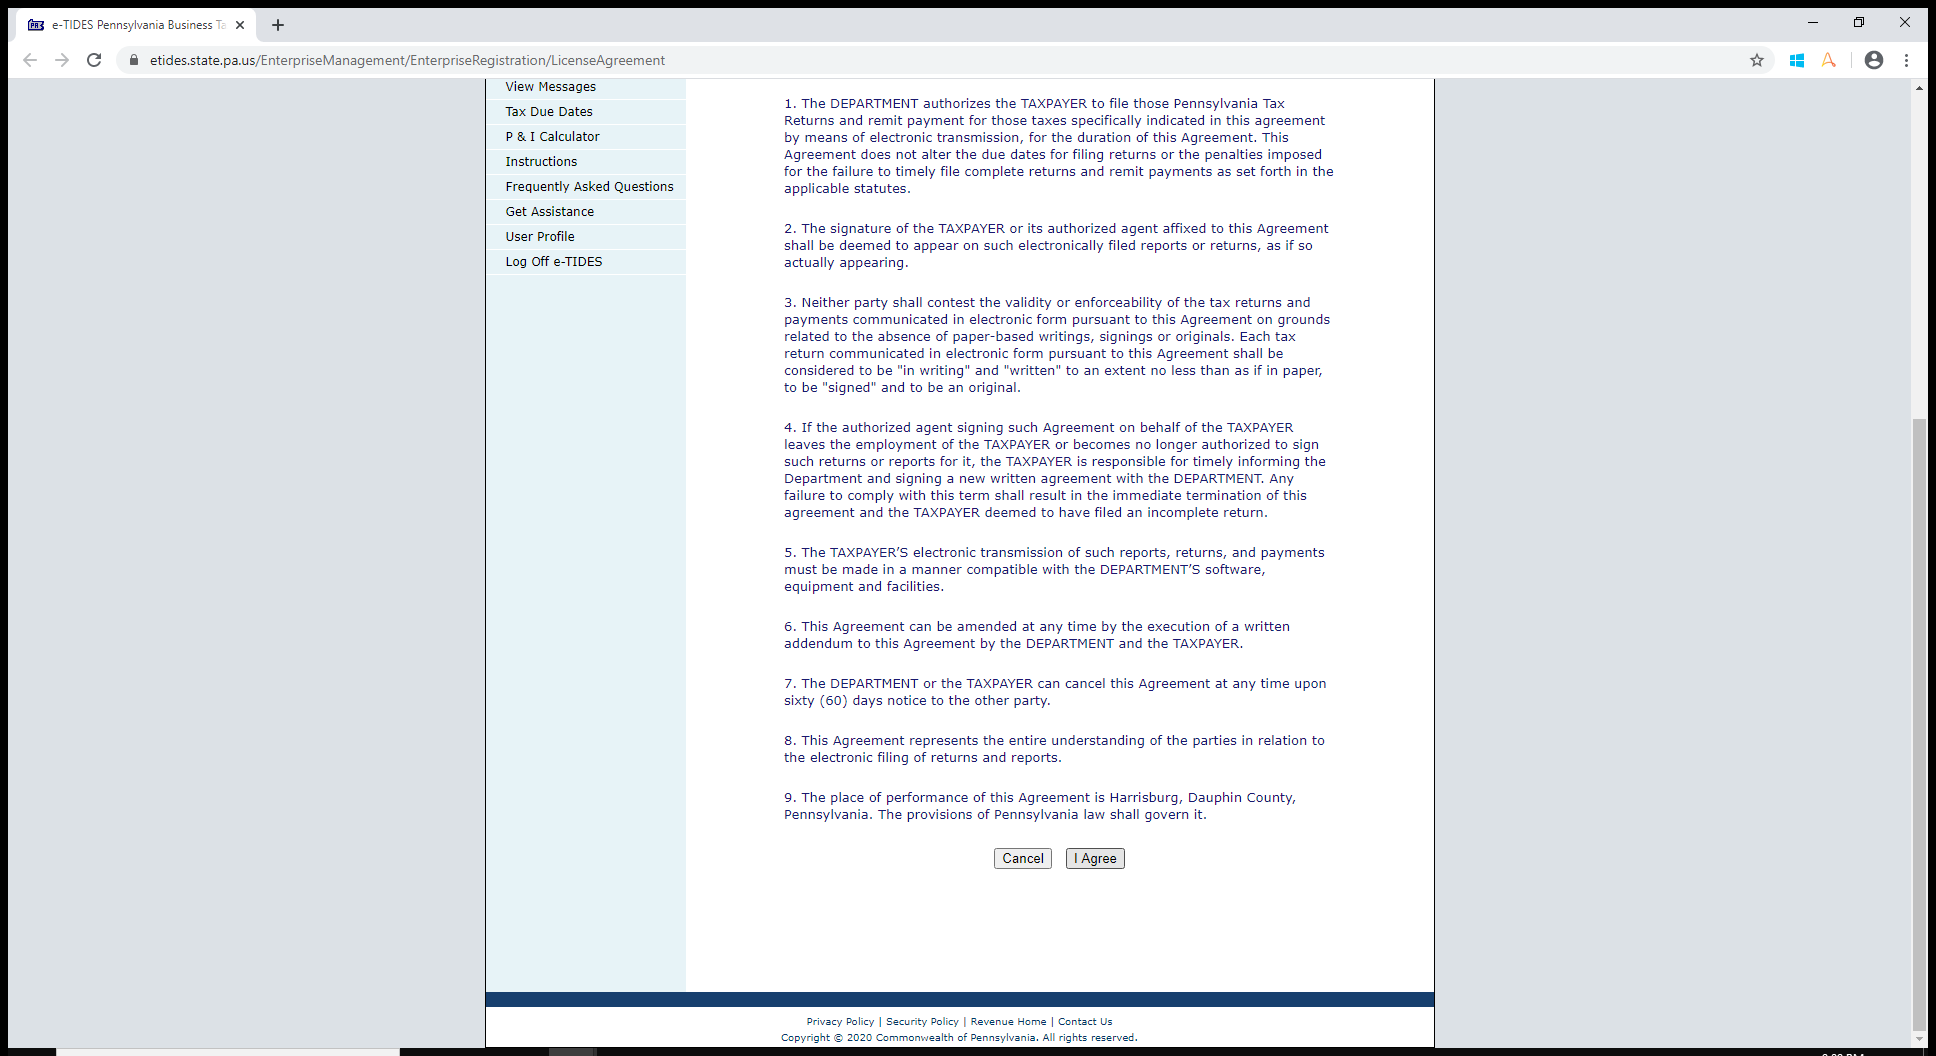 e-TIDES Pennsylvania Business Ta
etides.state.pa.us/EnterpriseManagement/EnterpriseRegistration/LicenseAgreement
View Messages
Tax Due Dates
P & I Calculator
Instructions
Frequently Asked Questions
Get Assistance
User Profile
Log Off e-TIDES
1. The DEPARTMENT authorizes the TAXPAYER to file those Pennsylvania Tax
Returns and remit payment for those taxes specifically indicated in this agreement
by means of electronic transmission, for the duration of this Agreement. This
Agreement does not alter the due dates for filing returns or the penalties imposed
for the failure to timely file complete returns and remit payments as set forth in the
applicable statutes.
2. The signature of the TAXPAYER or its authorized agent affixed to this Agreement
shall be deemed to appear on such electronically filed reports or returns, as if so
actually appearing.
3. Neither party shall contest the validity or enforceability of the tax returns and
payments communicated in electronic form pursuant to this Agreement on grounds
related to the absence of paper-based writings, signings or originals. Each tax
return communicated in electronic form pursuant to this Agreement shall be
considered to be "in writing" and "written" to an extent no less than as if in paper,
to be "signed" and to be an original.
4. If the authorized agent signing such Agreement on behalf of the TAXPAYER
leaves the employment of the TAXPAYER or becomes no longer authorized to sign
such returns or reports for it, the TAXPAYER is responsible for timely informing the
Department and signing a new written agreement with the DEPARTMENT. Any
failure to comply with this term shall result in the immediate termination of this
agreement and the TAXPAYER deemed to have filed an incomplete return.
5. The TAXPAYER’S electronic transmission of such reports, returns, and payments
must be made in a manner compatible with the DEPARTMENT’S software,
equipment and facilities.
6. This Agreement can be amended at any time by the execution of a written
addendum to this Agreement by the DEPARTMENT and the TAXPAYER.
7. The DEPARTMENT or the TAXPAYER can cancel this Agreement at any time upon
sixty (60) days notice to the other party.
8. This Agreement represents the entire understanding of the parties in relation to
the electronic filing of returns and reports.
9. The place of performance of this Agreement is Harrisburg, Dauphin County,
Pennsylvania. The provisions of Pennsylvania law shall govern it.
Cancel I Agree
Privacy Policy | Security Policy | Revenue Home | Contact Us
Copyright © 2020 Commonwealth of Pennsylvania. All rights reserved.